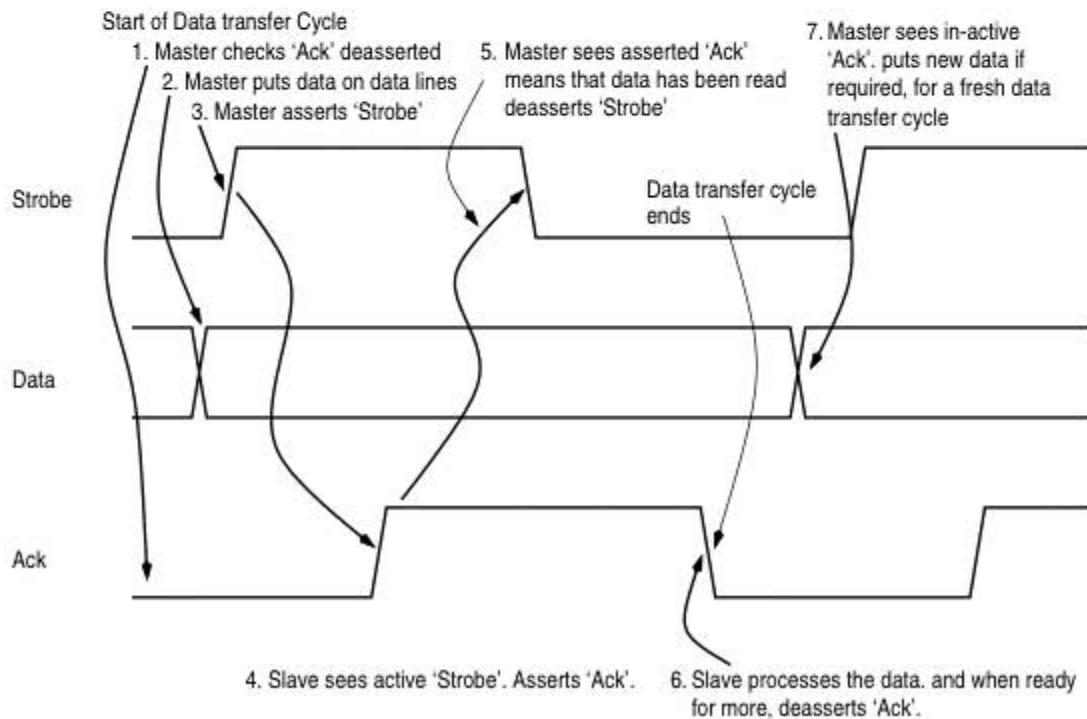 Start of Data transfer Cycle
1. Master checks ‘Ack’ deasserted
2. Master puts data on data lines
3. Master asserts ‘Strobe’
5. Master sees asserted ‘Ack’
means that data has been read
deasserts ‘Strobe’
7. Master sees in-active
‘Ack’. puts new data if
required, for a fresh data
transfer cycle
Strobe
Data transfer cycle
ends
Data
Ack
4. Slave sees active ‘Strobe’. Asserts ‘Ack’.
6. Slave processes the data. and when ready
for more, deasserts ‘Ack’.